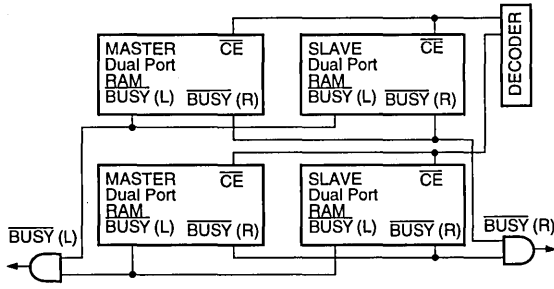 MASTER CE
Dual Port
RAM
BUSY (L) BUSY (R)
SLAVE CE
Dual Port
RAM
BUSY (L) BUSY (R)
DECODER
MASTER CE
Dual Port
RAM
BUSY (L) BUSY (R)
SLAVE CE
Dual Port
RAM
BUSY (L) BUSY (R)
BUSY (L)
BUSY (R)